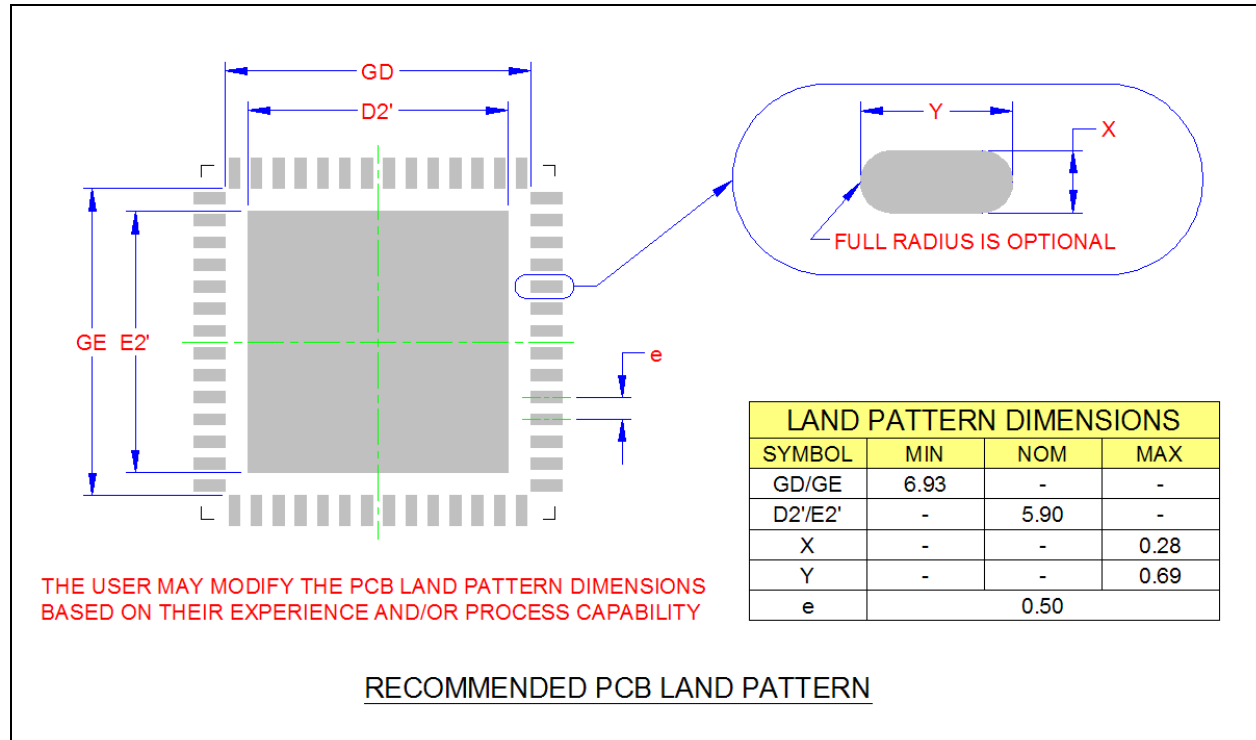 GD
D2'
Y
X
FULL RADIUS IS OPTIONAL
GE E2'
e
LAND PATTERN DIMENSIONS
SYMBOL MIN NOM MAX
GD/GE 6.93 - -
D2'/E2' - 5.90 -
X - - 0.28
Y - - 0.69
e 0.50
THE USER MAY MODIFY THE PCB LAND PATTERN DIMENSIONS
BASED ON THEIR EXPERIENCE AND/OR PROCESS CAPABILITY
RECOMMENDED PCB LAND PATTERN